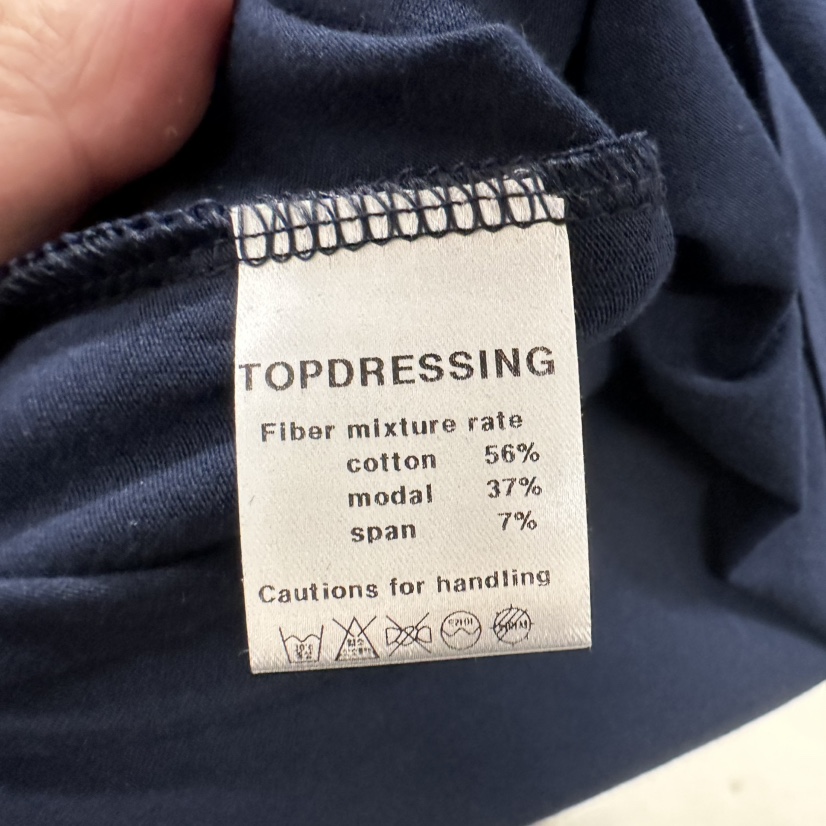 TOPDRESSING
Fiber mixture rate
cotton 56%
modal 37%
span 7%
Cautions for handling